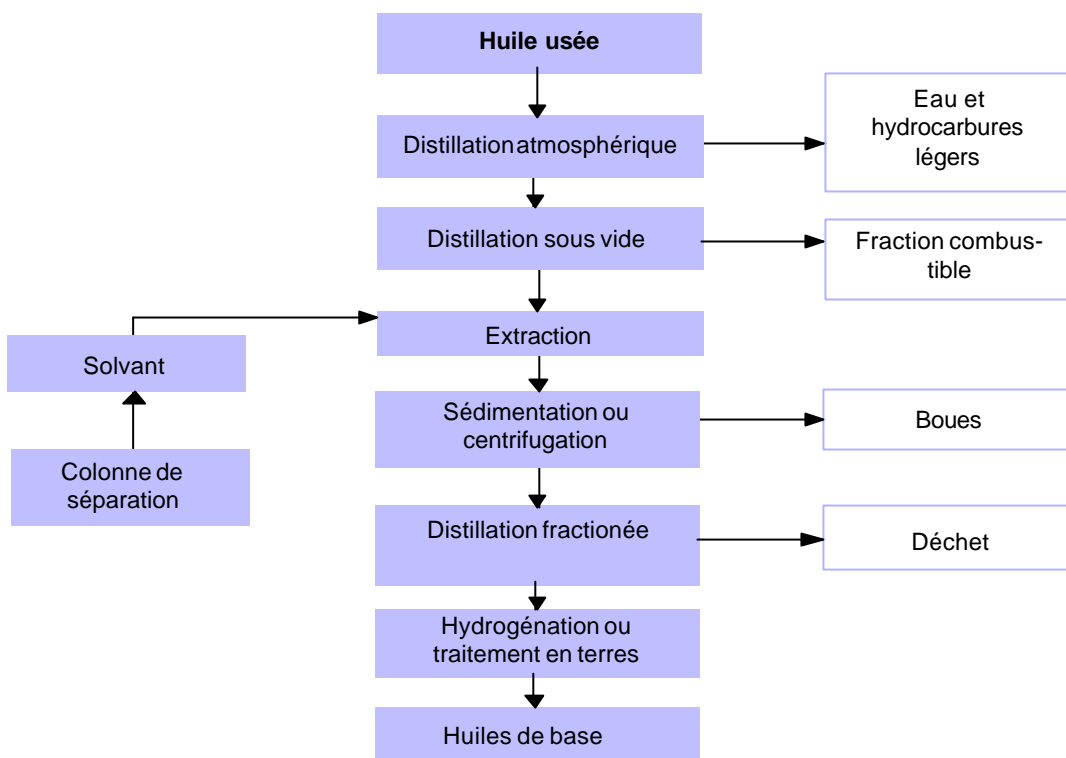 Huile usée
Eau et
hydrocarbures
légers
Distillation atmosphérique
Distillation sous vide
Fraction combus-
tible
Extraction
Solvant
Sédimentation ou
centrifugation
Boues
Colonne de
séparation
Distillation fractionée
Déchet
Hydrogénation ou
traitement en terres
Huiles de base